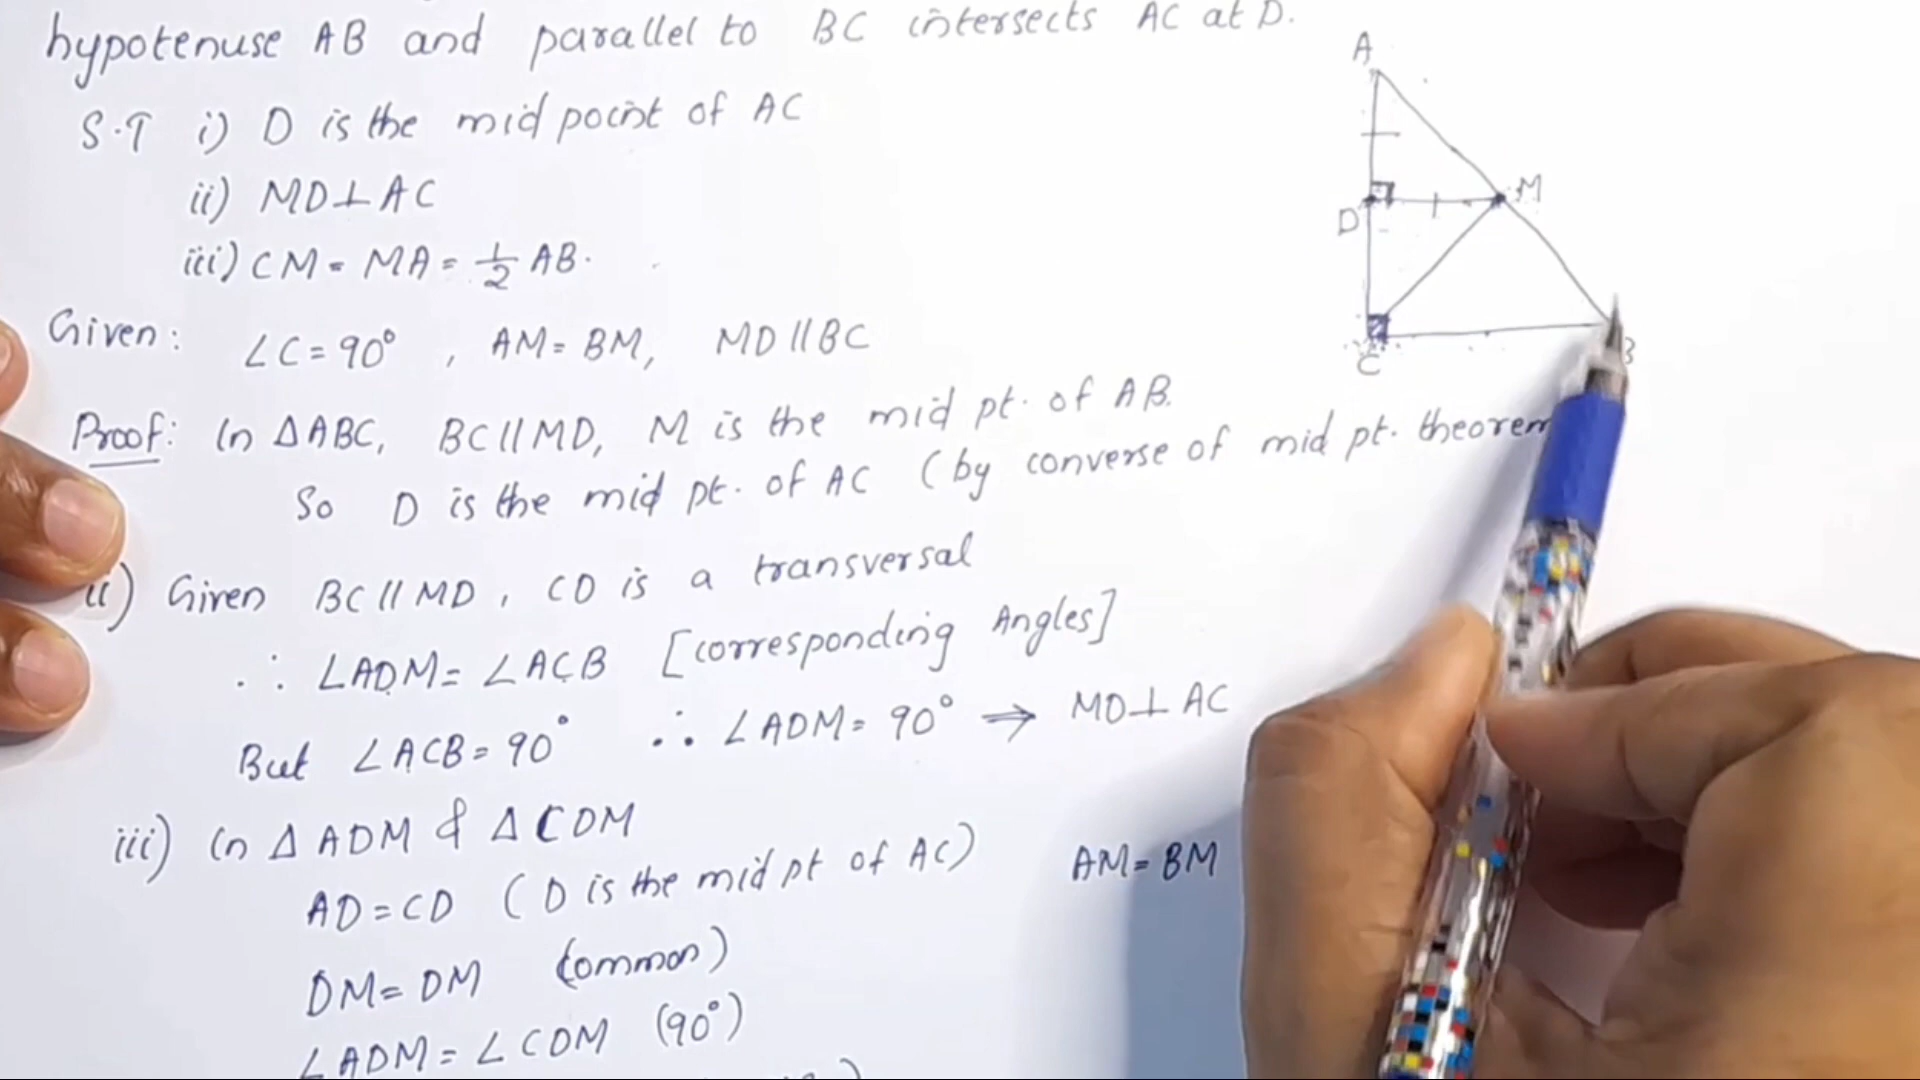 hypotenuse AB and parallel to BC intersects AC at D.
S.T i) D is the mid point of AC
ii) MD⊥AC
iii) CM = MA = 1/2 AB.
Given: ∠C=90°, AM=BM, MD//BC
Proof: In ΔABC, BC//MD, M is the mid pt. of AB.
So D is the mid pt. of AC (by converse of mid pt. theorem
ii) Given BC//MD, CD is a transversal
∴ ∠ADM= ∠ACB [corresponding Angles]
But ∠ACB=90° ∴ ∠ADM= 90° ⇒ MD⊥AC
iii) In Δ ADM & Δ CDM
AD=CD (D is the mid pt of AC) AM=BM
DM=DM (common)
∠ADM=∠CDM (90°)
A
D
M
C
B